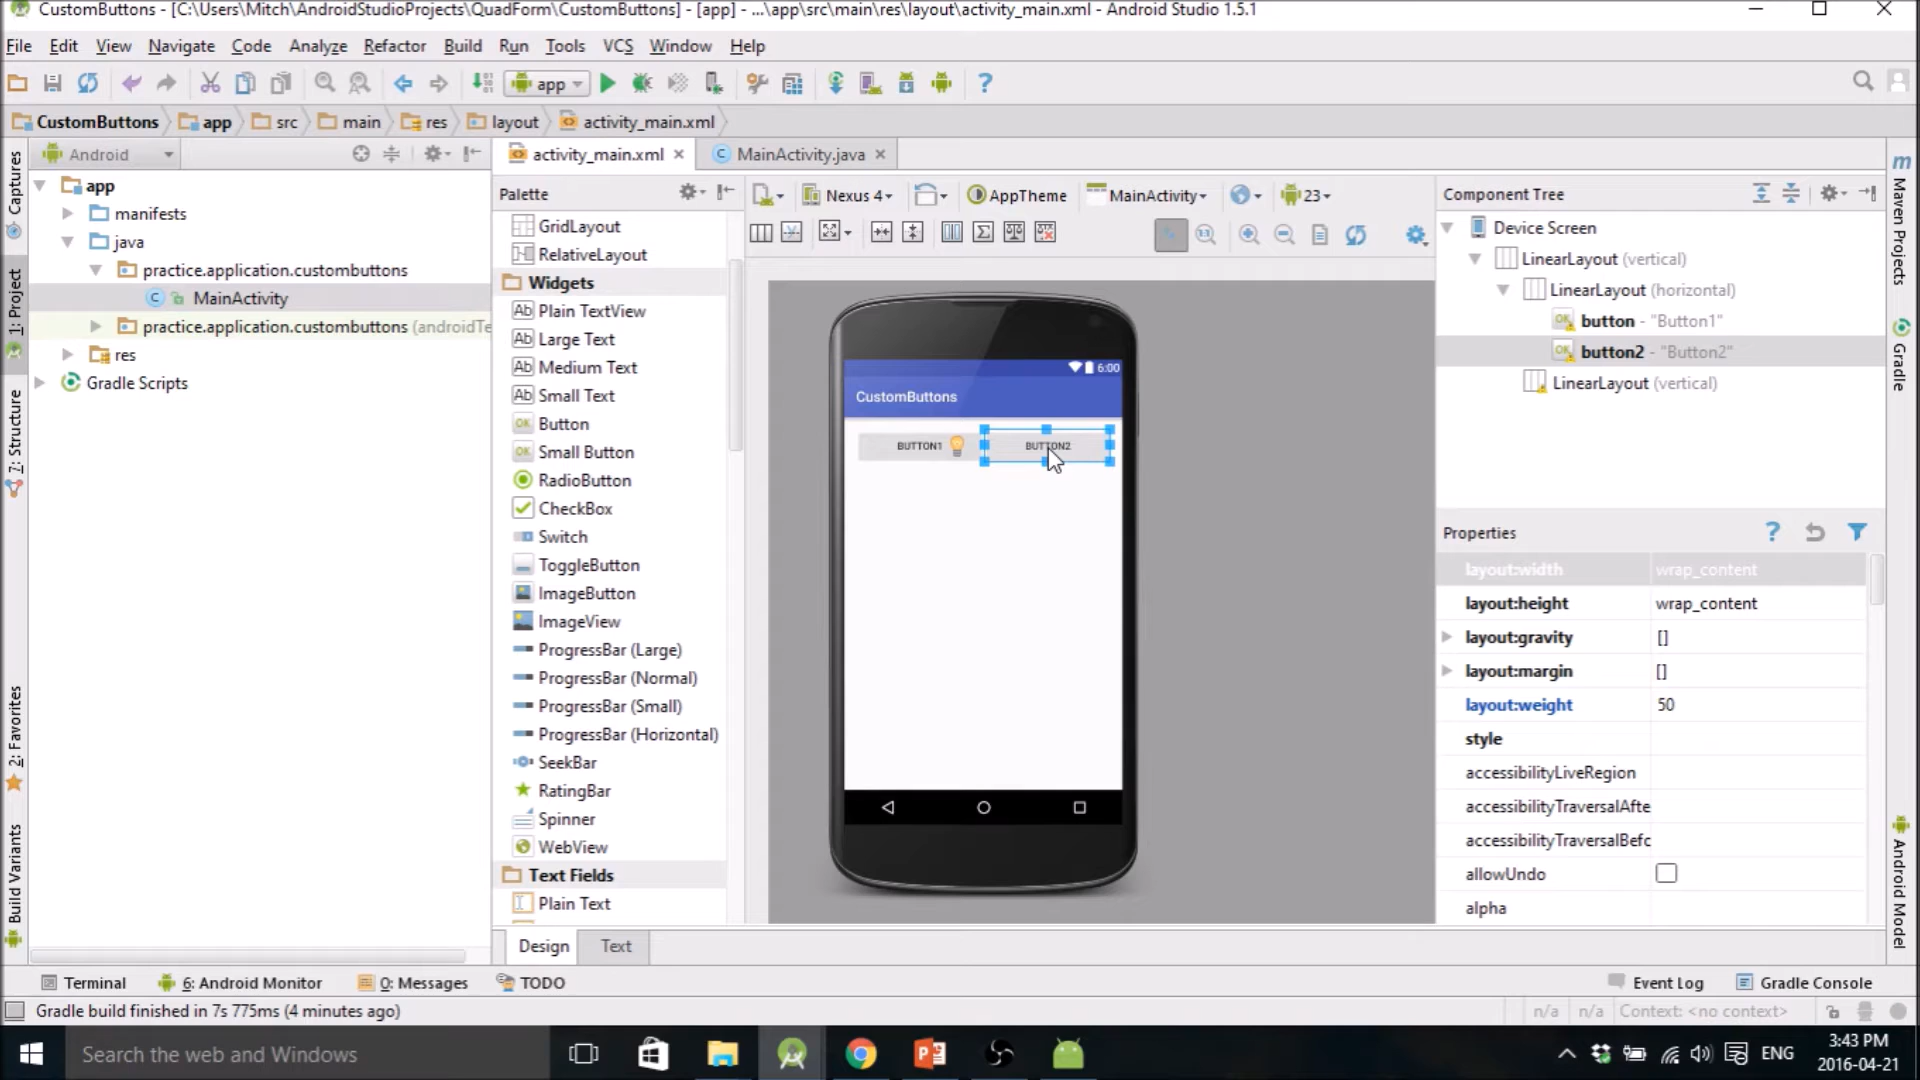 CustomButtons - [C:\Users\Mitch\AndroidStudioProjects\QuadForm\CustomButtons] - [app] - ...\app\src\main\res\layout\activity_main.xml - Android Studio 1.5.1
File Edit View Navigate Code Analyze Refactor Build Run Tools VCS Window Help
app
CustomButtons app src main res layout activity_main.xml
Android
activity_main.xml MainActivity.java
app
manifests
java
practice.application.custombuttons
MainActivity
practice.application.custombuttons (androidTe
res
Gradle Scripts
Captures
1: Project
7: Structure
2: Favorites
Build Variants
Palette
GridLayout
RelativeLayout
Widgets
Ab Plain TextView
Ab Large Text
Ab Medium Text
Ab Small Text
OK Button
OK Small Button
RadioButton
CheckBox
Switch
ToggleButton
ImageButton
ImageView
ProgressBar (Large)
ProgressBar (Normal)
ProgressBar (Small)
ProgressBar (Horizontal)
SeekBar
RatingBar
Spinner
WebView
Text Fields
Plain Text
Nexus 4 AppTheme MainActivity 23
6:00
CustomButtons
BUTTON1 BUTTON2
Design Text
Component Tree
Device Screen
LinearLayout (vertical)
LinearLayout (horizontal)
button - "Button1"
button2 - "Button2"
LinearLayout (vertical)
Properties
layout:width wrap_content
layout:height wrap_content
layout:gravity []
layout:margin []
layout:weight 50
style
accessibilityLiveRegion
accessibilityTraversalAfte
accessibilityTraversalBefc
allowUndo
alpha
Maven Projects
Gradle
Android Model
Terminal 6: Android Monitor 0: Messages TODO Event Log Gradle Console
Gradle build finished in 7s 775ms (4 minutes ago) n/a n/a Context: <no context>
Search the web and Windows
ENG
3:43 PM
2016-04-21